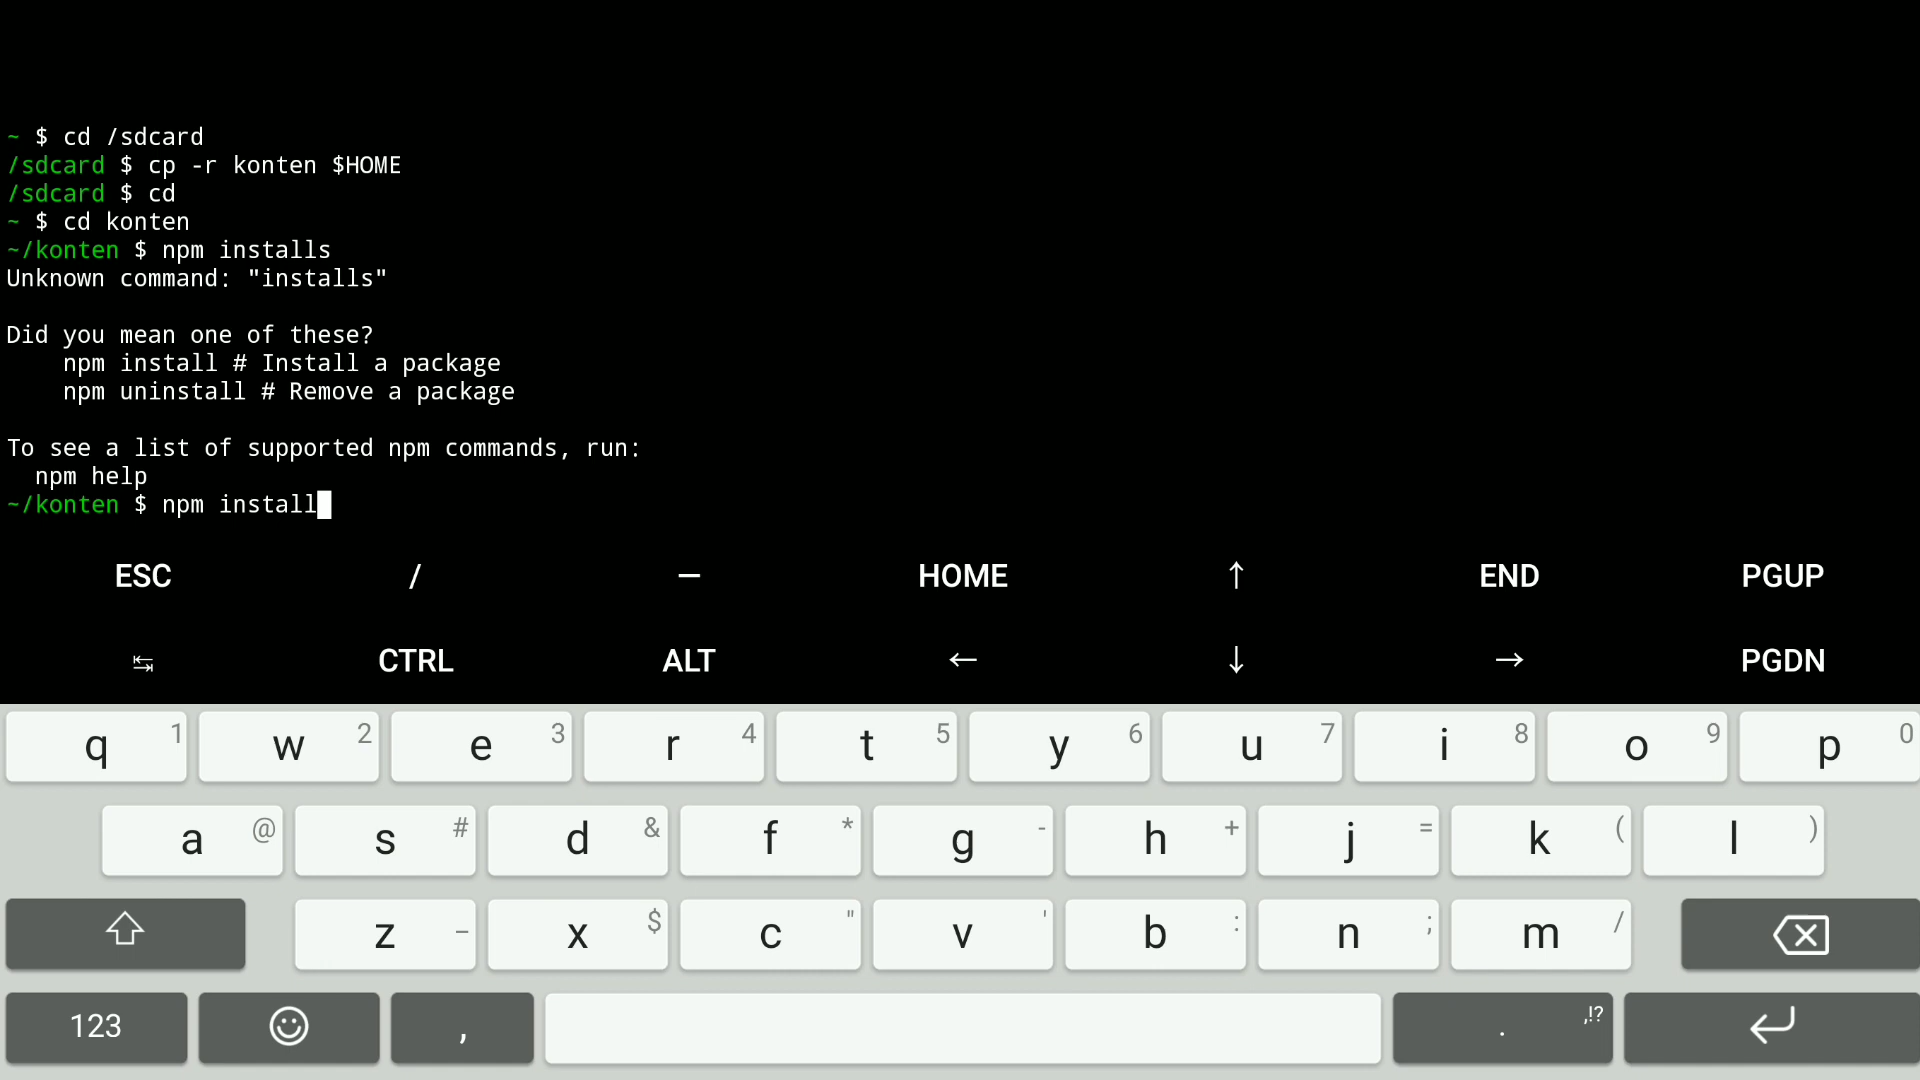 ~ $ cd /sdcard
/sdcard $ cp -r konten $HOME
/sdcard $ cd
~ $ cd konten
~/konten $ npm installs
Unknown command: "installs"
Did you mean one of these?
    npm install # Install a package
    npm uninstall # Remove a package
To see a list of supported npm commands, run:
  npm help
~/konten $ npm install
ESC / — HOME ↑ END PGUP
↹ CTRL ALT ← ↓ → PGDN
q 1 w 2 e 3 r 4 t 5 y 6 u 7 i 8 o 9 p 0
a @ s # d & f * g - h + j = k ( l )
z _ x $ c " v ' b : n ; m /
123 , . ,!?